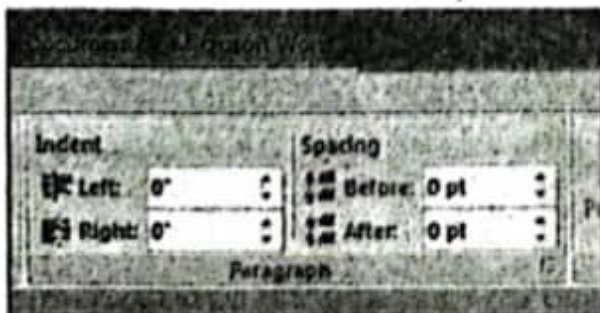 Indent
Spacing
Left: 0"
Before: 0 pt
Right: 0"
After: 0 pt
Paragraph